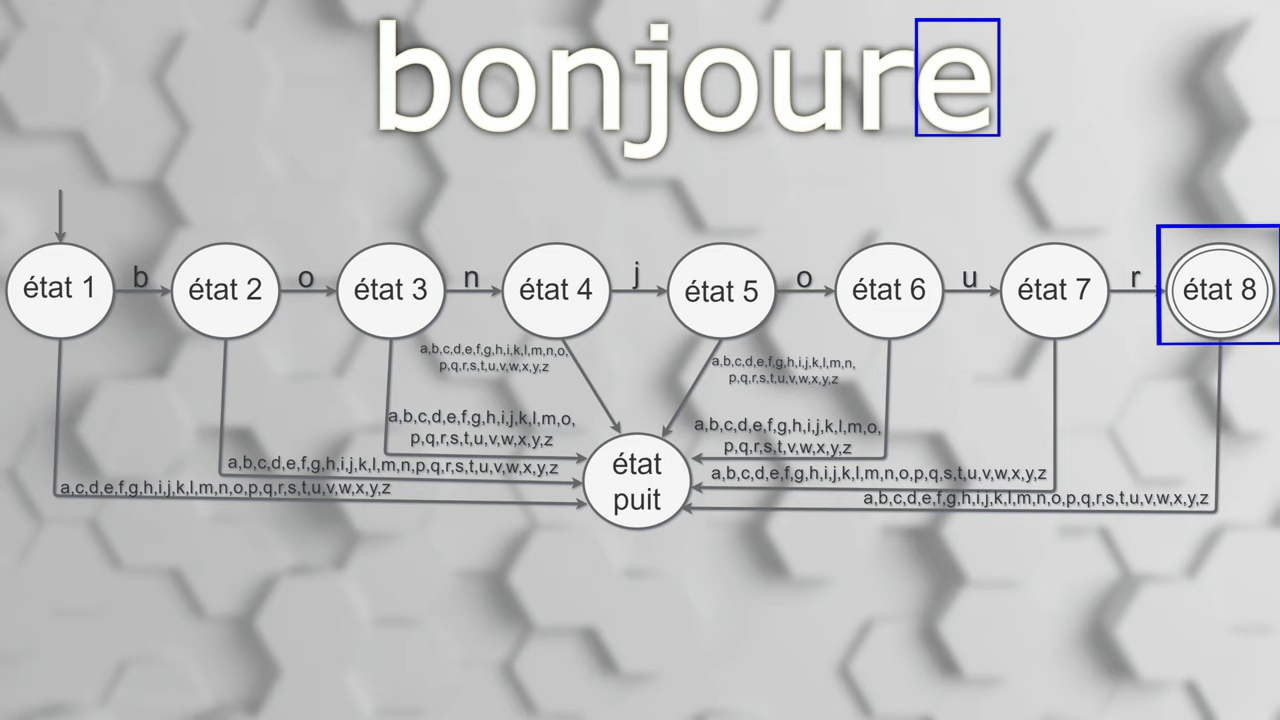 bonjoure
état 1 b état 2 o état 3 n état 4 j état 5 o état 6 u état 7 r état 8
a,b,c,d,e,f,g,h,i,k,l,m,n,o,
p,q,r,s,t,u,v,w,x,y,z
a,b,c,d,e,f,g,h,i,j,k,l,m,n,
p,q,r,s,t,u,v,w,x,y,z
a,b,c,d,e,f,g,h,i,j,k,l,m,o,
p,q,r,s,t,u,v,w,x,y,z
a,b,c,d,e,f,g,h,i,j,k,l,m,o,
p,q,r,s,t,v,w,x,y,z
état
puit
a,b,c,d,e,f,g,h,i,j,k,l,m,n,p,q,r,s,t,u,v,w,x,y,z
a,b,c,d,e,f,g,h,i,j,k,l,m,n,o,p,q,s,t,u,v,w,x,y,z
a,c,d,e,f,g,h,i,j,k,l,m,n,o,p,q,r,s,t,u,v,w,x,y,z
a,b,c,d,e,f,g,h,i,j,k,l,m,n,o,p,q,r,s,t,u,v,w,x,y,z